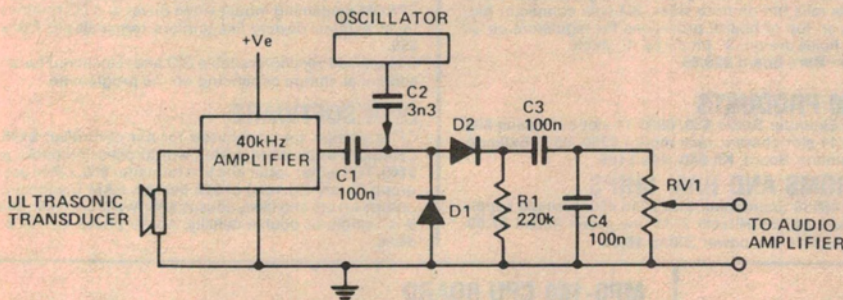 OSCILLATOR
+Ve
C2
3n3
40kHz
AMPLIFIER
C1
100n
D2
C3
100n
ULTRASONIC
TRANSDUCER
D1
R1
220k
C4
100n
RV1
TO AUDIO
AMPLIFIER